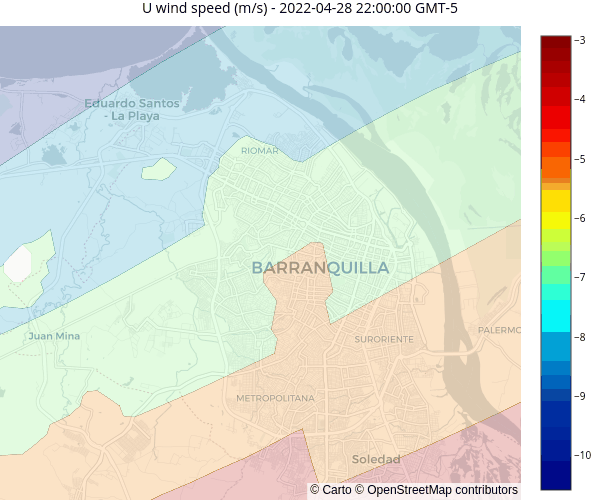 U wind speed (m/s) - 2022-04-28 22:00:00 GMT-5
−3
Eduardo Santos
- La Playa
−4
RIOMAR
−5
−6
BARRANQUILLA
−7
Juan Mina
SURORIENTE
PALERMO
−8
METROPOLITANA
−9
Soledad
−10
© Carto © OpenStreetMap contributors